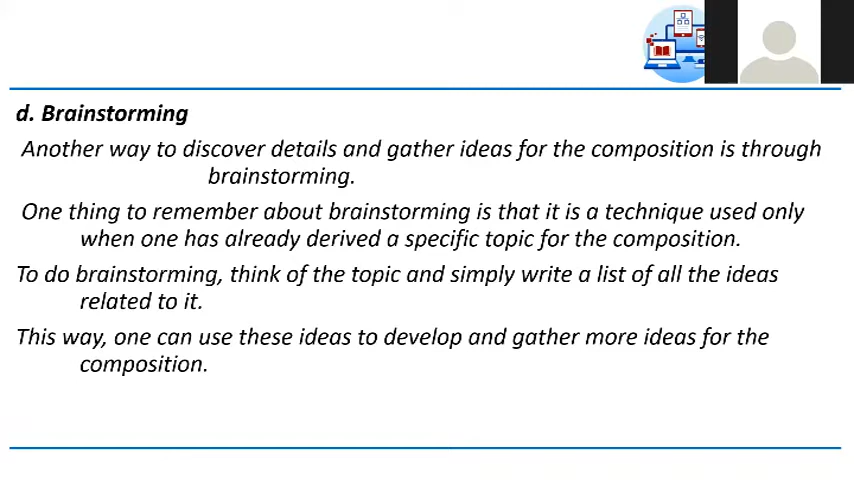 d. Brainstorming
Another way to discover details and gather ideas for the composition is through
brainstorming.
One thing to remember about brainstorming is that it is a technique used only
when one has already derived a specific topic for the composition.
To do brainstorming, think of the topic and simply write a list of all the ideas
related to it.
This way, one can use these ideas to develop and gather more ideas for the
composition.